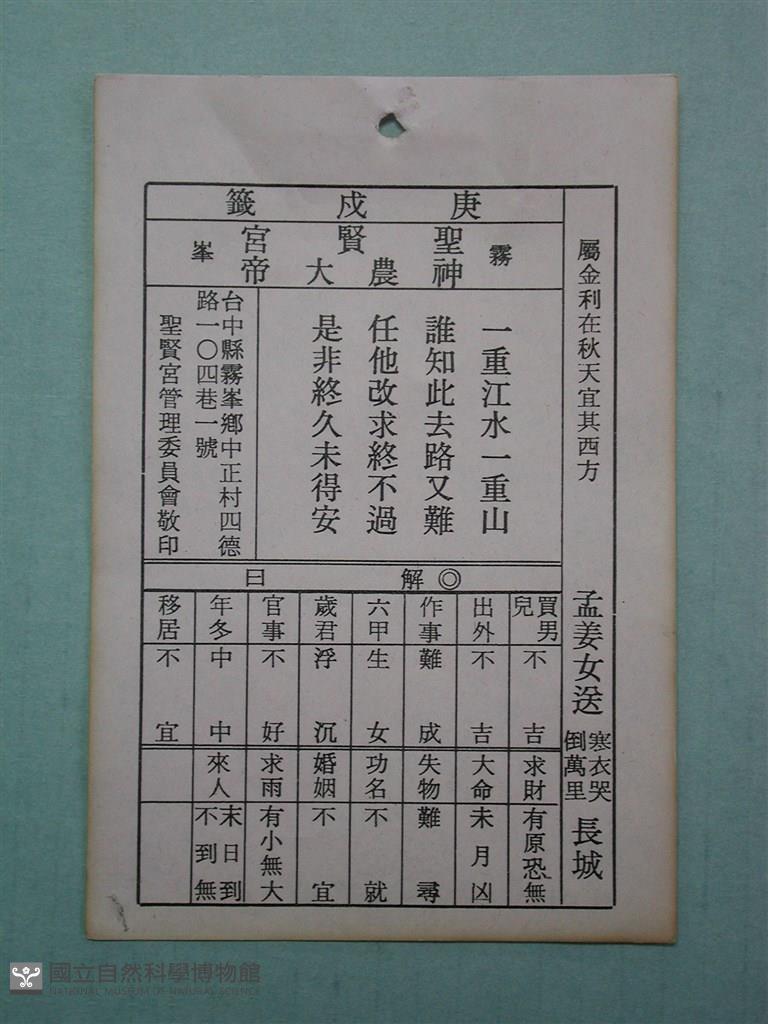 屬金利在秋天宜其西方
孟姜女送寒衣哭倒萬里長城
庚戌籤
霧峯
聖賢宮
神農大帝
一重江水一重山
誰知此去路又難
任他改求終不過
是非終久未得安
台中縣霧峯鄉中正村四德
路一〇四巷一號
聖賢宮管理委員會敬印
◎解曰
買男兒 不吉
出外 不吉
作事 難成
六甲 生女
歲君 浮沉
官事 不好
年冬 中中
移居 不宜
求財 有原恐無
大命 未月凶
失物 難尋
功名 不就
婚姻 不宜
求雨 有小無大
來人 末日到不到無
國立自然科學博物館
NATIONAL MUSEUM OF NATURAL SCIENCE